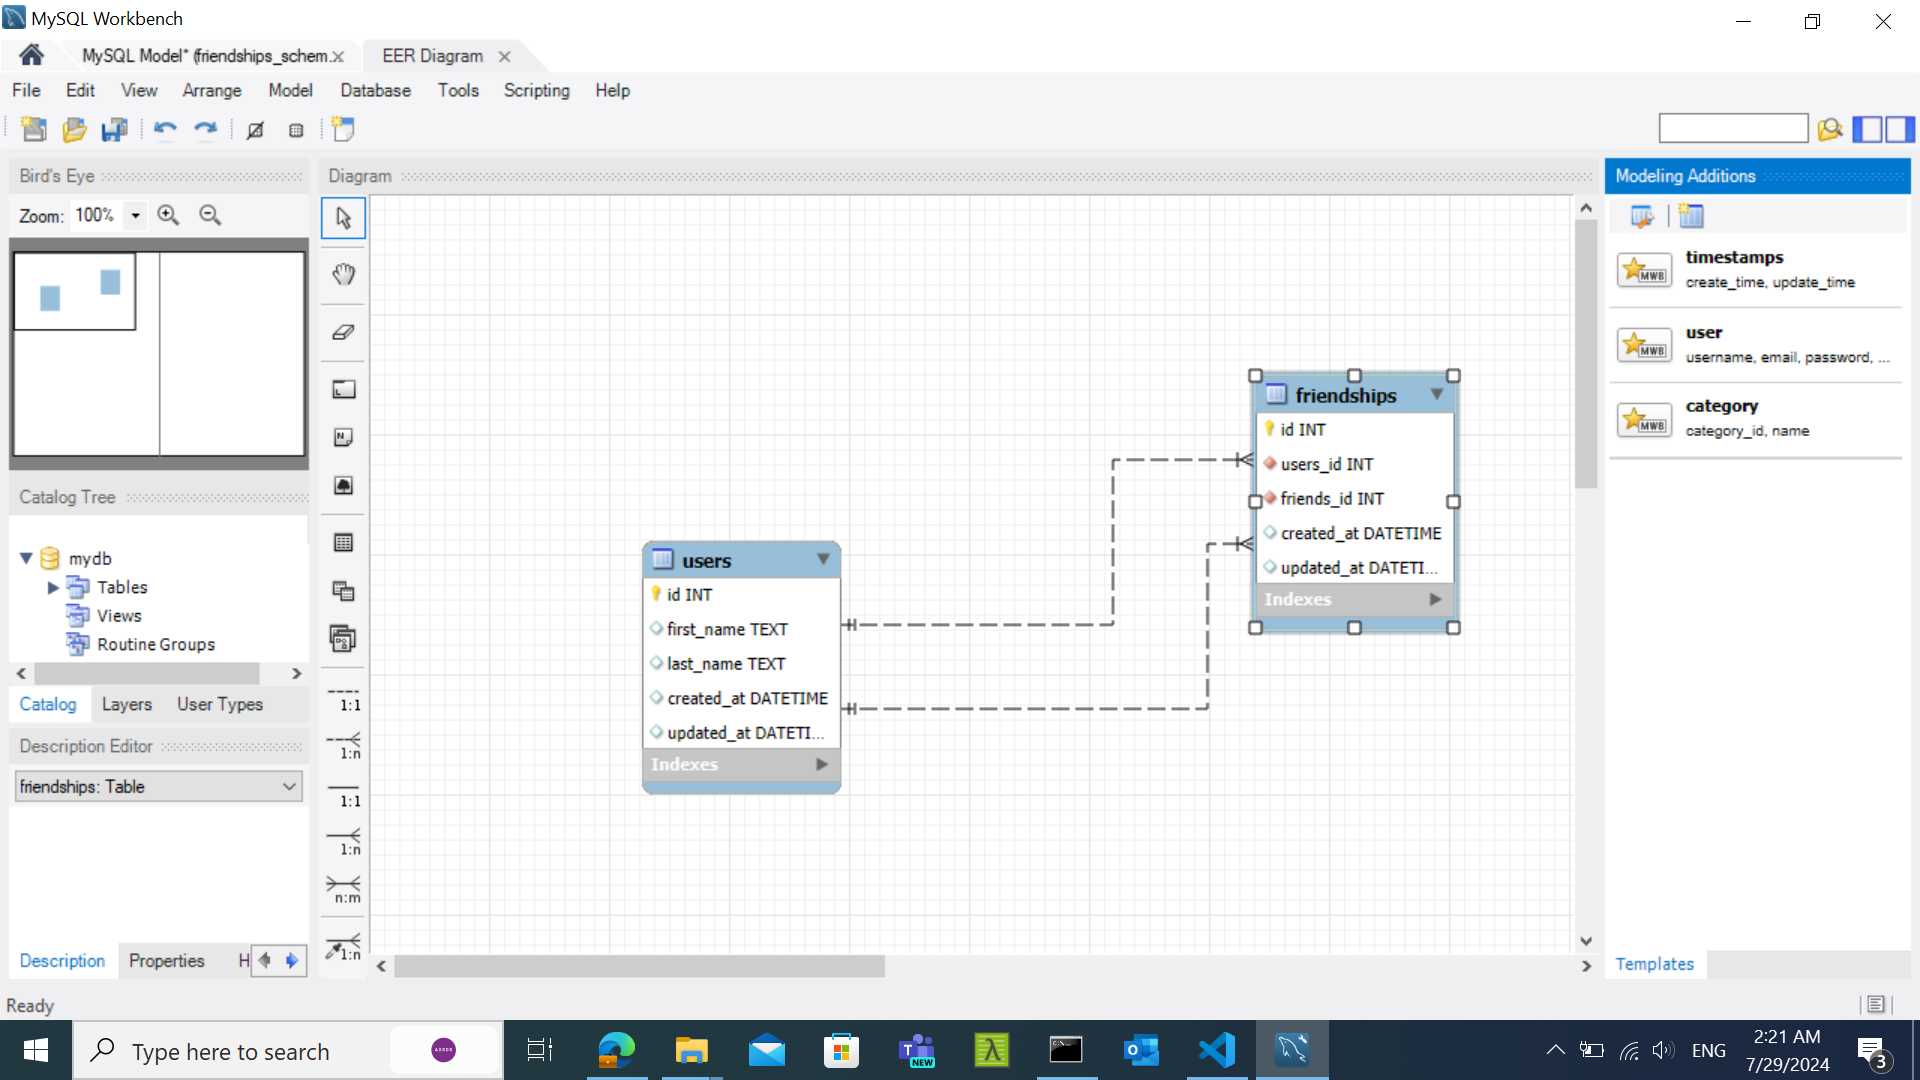 MySQL Workbench
MySQL Model* (friendships_schem.
EER Diagram
File Edit View Arrange Model Database Tools Scripting Help
Bird's Eye
Zoom: 100%
Catalog Tree
mydb
Tables
Views
Routine Groups
Catalog Layers User Types
Description Editor
friendships: Table
Description Properties H
Ready
Diagram
N
1:1
1:n
1:1
1:n
n:m
1:n
users
id INT
first_name TEXT
last_name TEXT
created_at DATETIME
updated_at DATETI...
Indexes
friendships
id INT
users_id INT
friends_id INT
created_at DATETIME
updated_at DATETI...
Indexes
Modeling Additions
MWB
timestamps
create_time, update_time
MWB
user
username, email, password, ...
MWB
category
category_id, name
Templates
Type here to search
NEW
ENG
2:21 AM
7/29/2024
3